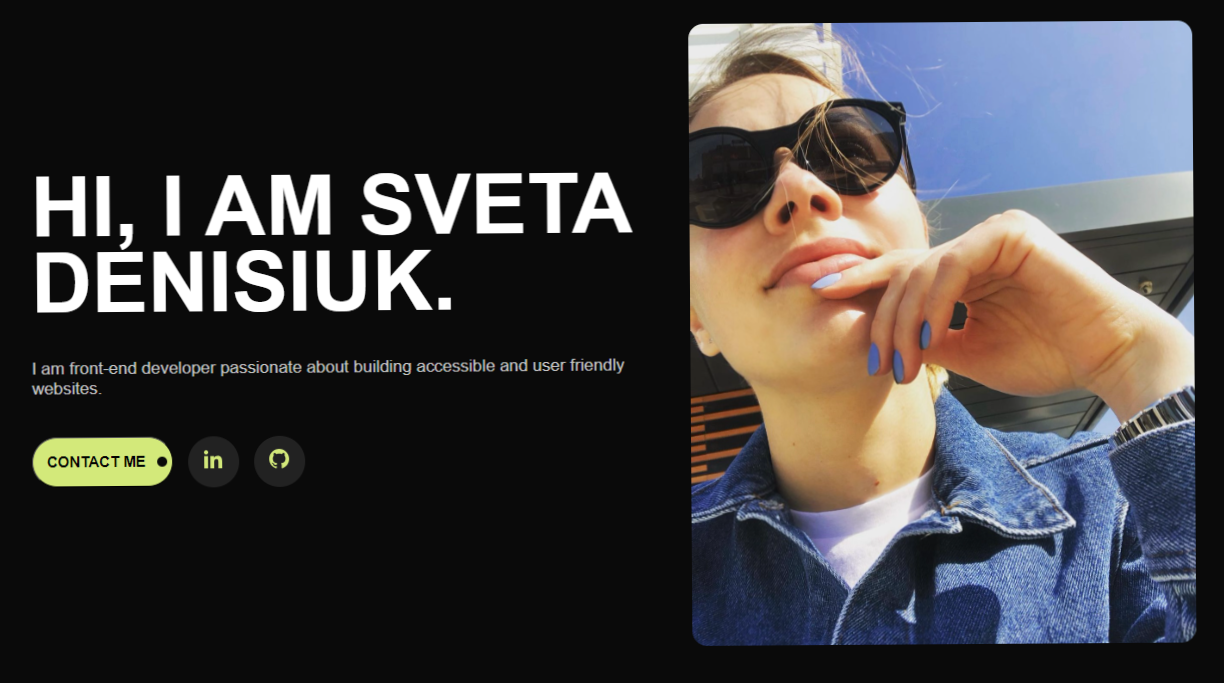 HI, I AM SVETA
DENISIUK.
I am front-end developer passionate about building accessible and user friendly
websites.
CONTACT ME
in